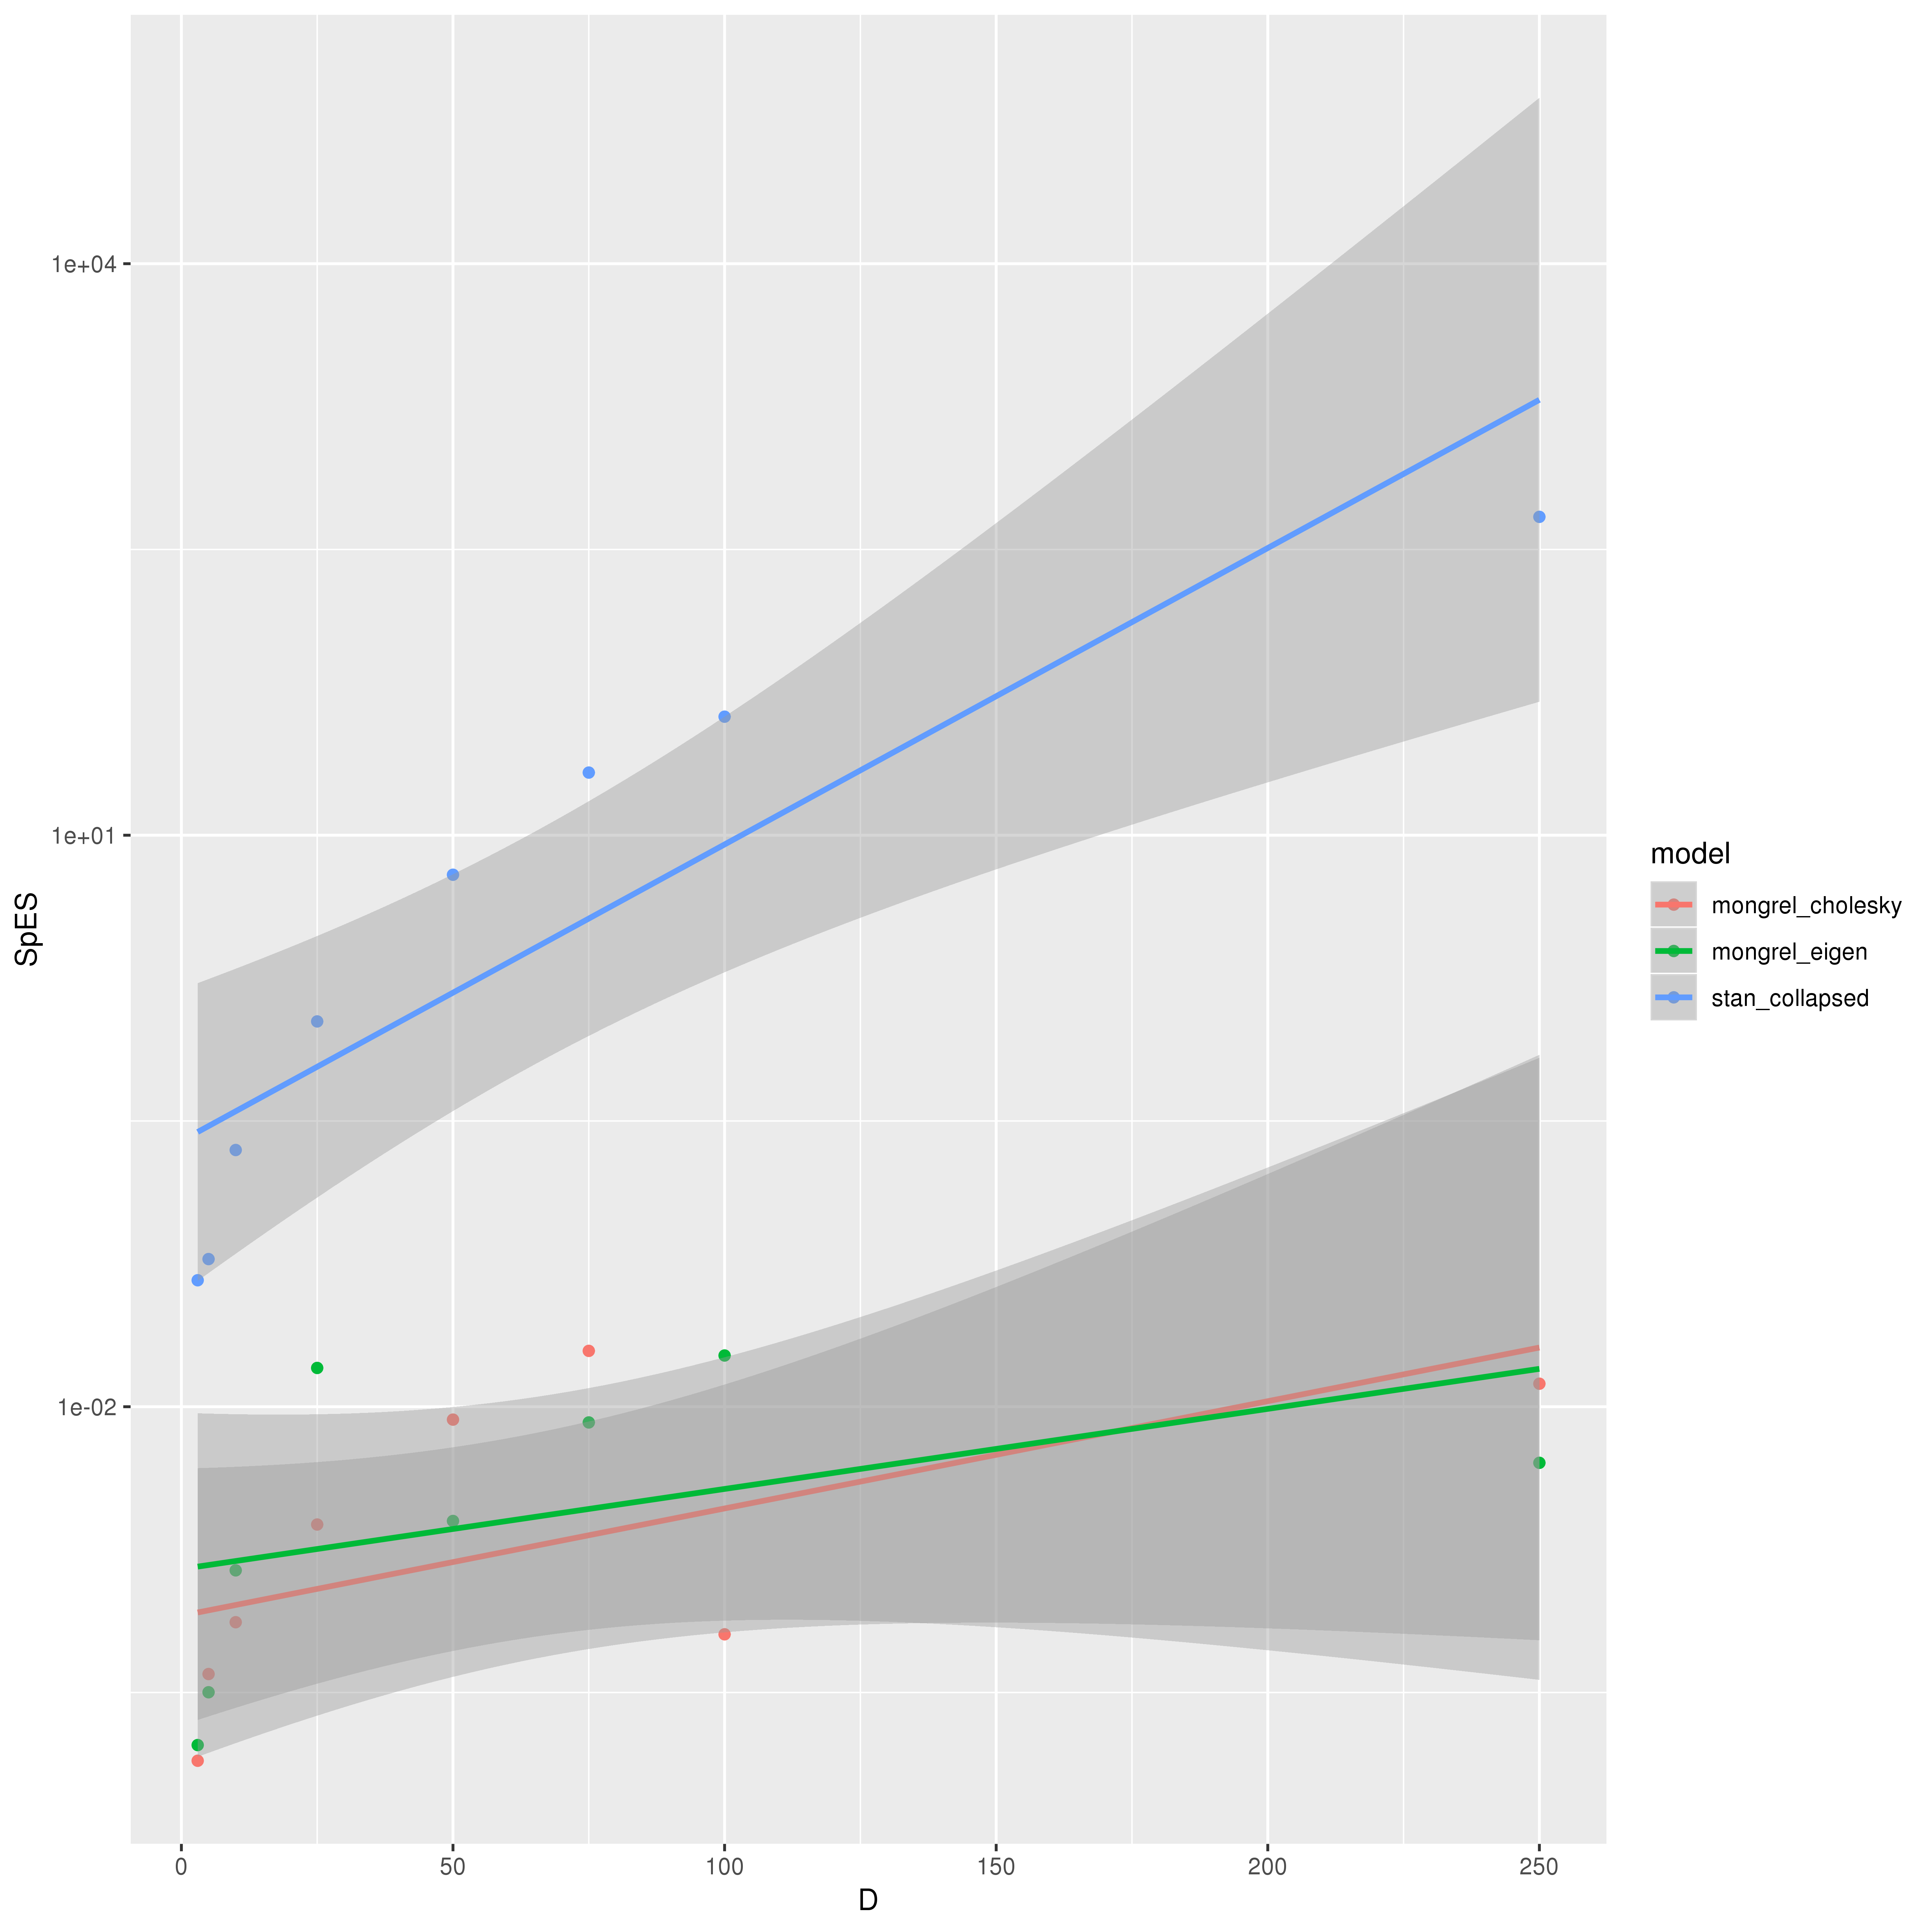 1e+04
1e+01
1e-02
SpES
0 50 100 150 200 250
D
model
mongrel_cholesky
mongrel_eigen
stan_collapsed